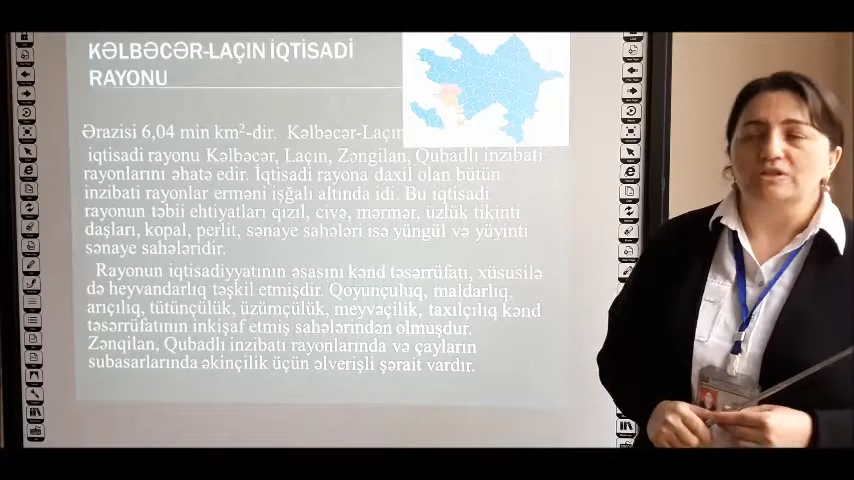 KƏLBƏCƏR-LAÇIN İQTISADI
RAYONU
Ərazisi 6,04 min km²-dir. Kəlbəcər-Laçın
iqtisadi rayonu Kəlbəcər, Laçın, Zəngilan, Qubadlı inzibati
rayonlarını əhatə edir. İqtisadi rayona daxil olan bütün
inzibati rayonlar erməni işğalı altında idi. Bu iqtisadi
rayonun təbii ehtiyatları qızıl, civə, mərmər, üzlük tikinti
daşları, kopal, perlit, sənaye sahələri isə yüngül və yüyinti
sənaye sahələridir.
Rayonun iqtisadiyyatının əsasını kənd təsərrüfatı, xüsusilə
də heyvandarlıq təşkil etmişdir. Qoyunçuluq, maldarlıq,
arıçılıq, tütünçülük, üzümçülük, meyvəçilik, taxılçılıq kənd
təsərrüfatının inkişaf etmiş sahələrindən olmuşdur.
Zənqilan, Qubadlı inzibati rayonlarında və çayların
subasarlarında əkinçilik üçün əlverişli şərait vardır.